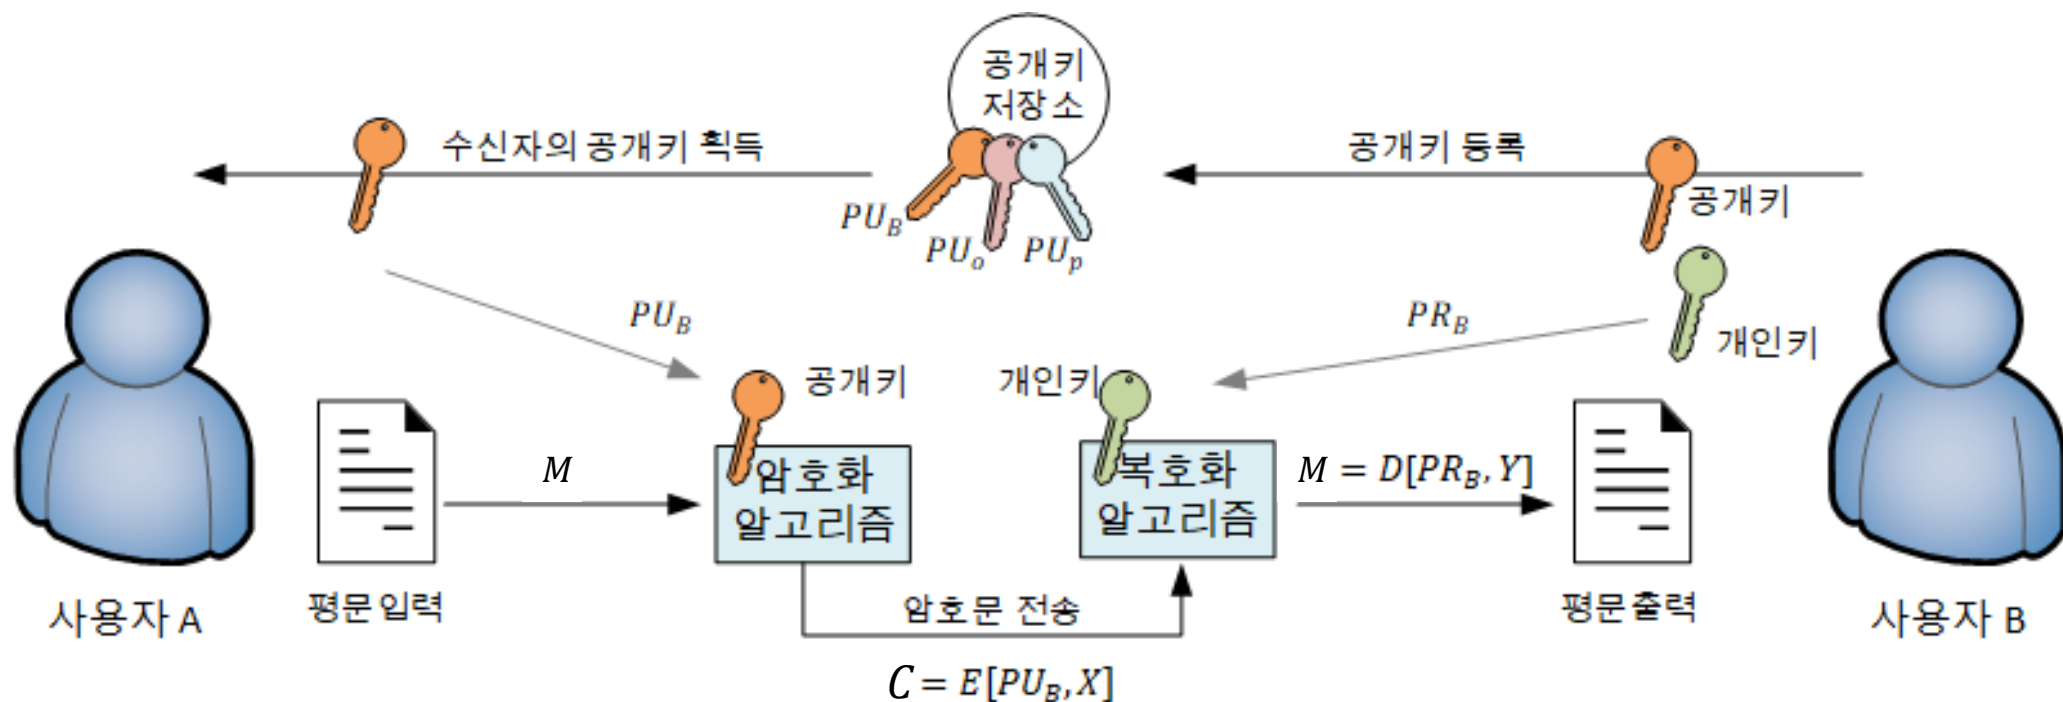 공개키
저장소
수신자의 공개키 획득
공개키 등록
공개키
PU_B
PU_o
PU_p
개인키
PU_B
PR_B
공개키
개인키
M
암호화
알고리즘
복호화
알고리즘
M = D[PR_B, Y]
평문입력
암호문 전송
평문출력
사용자 A
사용자 B
C = E[PU_B, X]